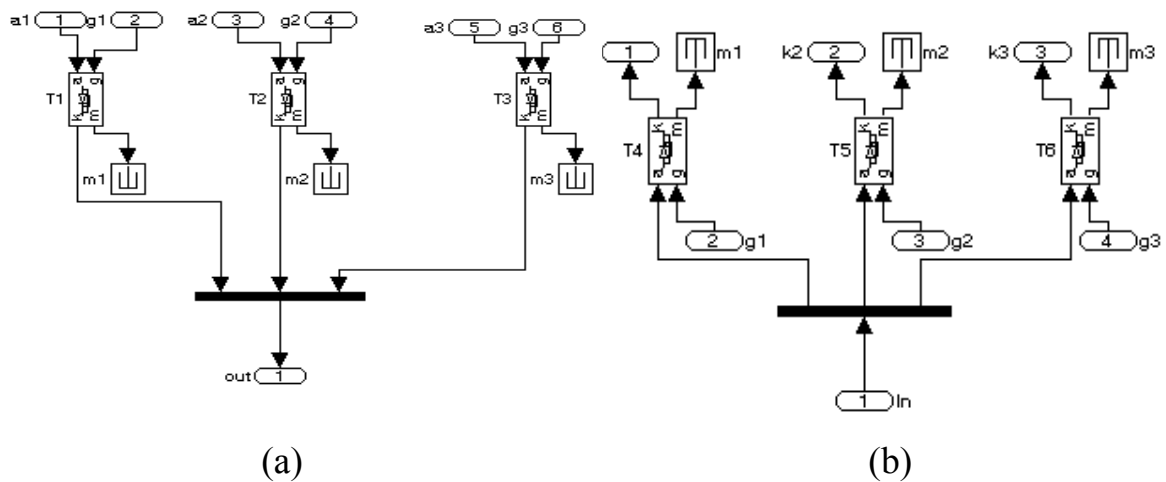 a1 1 g1 2 a2 3 g2 4 a3 5 g3 6
T1 a g k m
T2 a g k m
T3 a g k m
m1 m2 m3
out 1
(a)
1 m1 k2 2 m2 k3 3 m3
T4 k m a g
T5 k m a g
T6 k m a g
2 g1 3 g2 4 g3
1 In
(b)